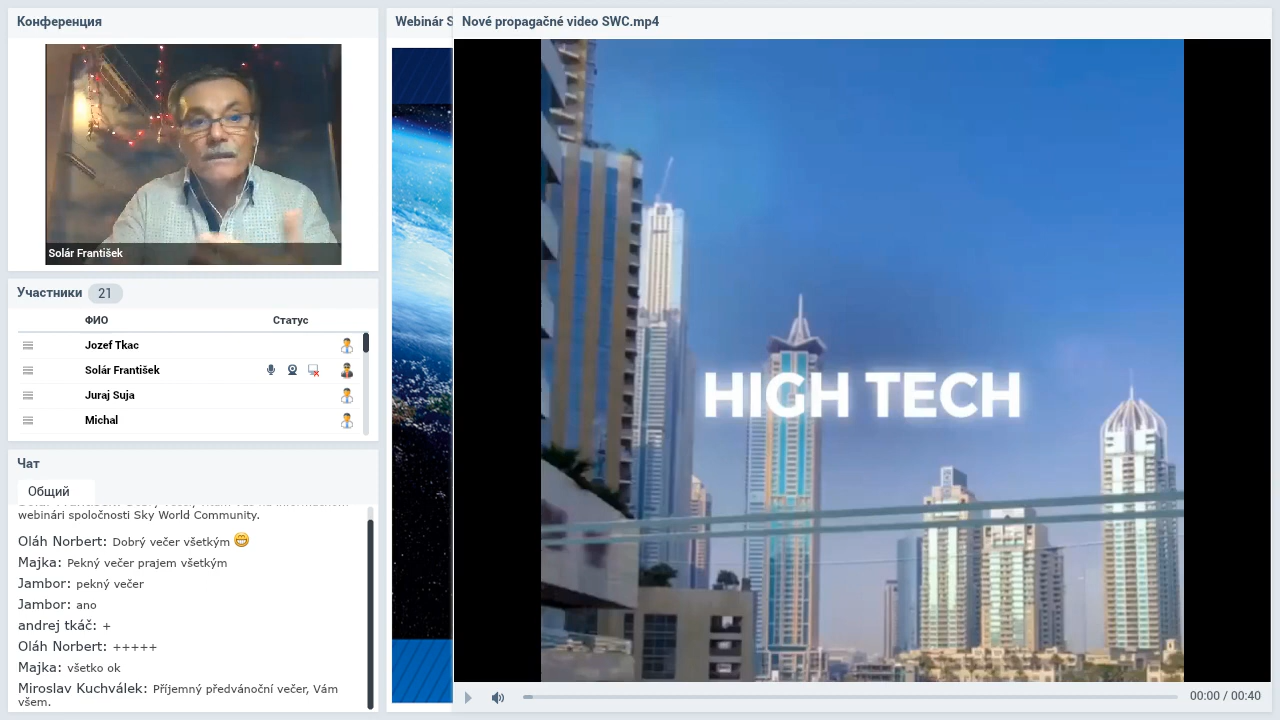 Конференция
Solár František
Участники 21
ФИО Статус
Jozef Tkac
Solár František
Juraj Suja
Michal
Чат
Общий
webinári spoločnosti Sky World Community.
Oláh Norbert: Dobrý večer všetkým
Majka: Pekný večer prajem všetkým
Jambor: pekný večer
Jambor: ano
andrej tkáč: +
Oláh Norbert: +++++
Majka: všetko ok
Miroslav Kuchválek: Příjemný předvánoční večer, Vám
všem.
Webinár S
Nové propagačné video SWC.mp4
HIGH TECH
00:00 / 00:40